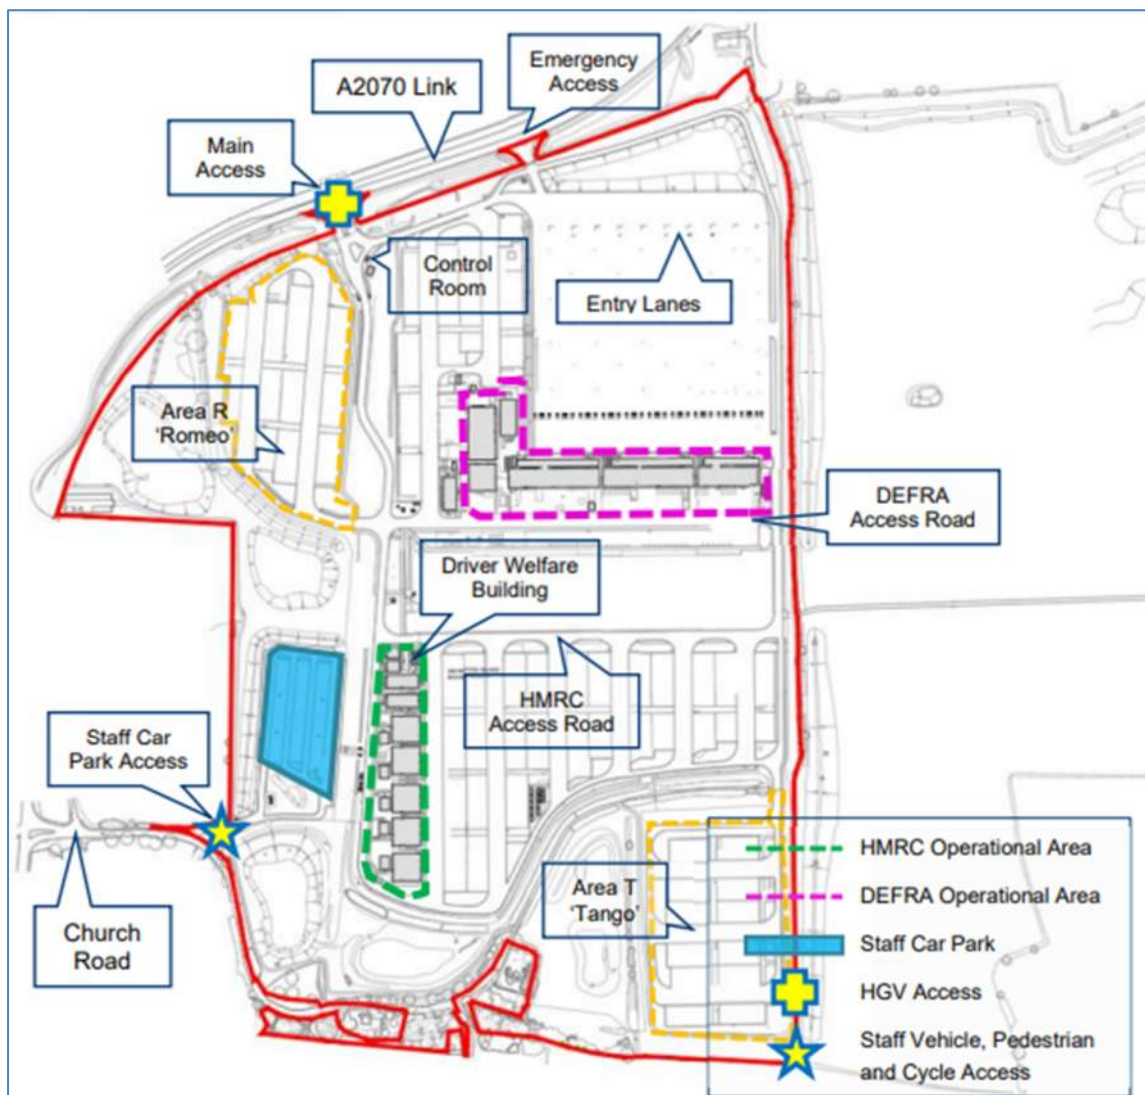 Emergency
Access
A2070 Link
Main
Access
Control
Room
Entry Lanes
Area R
‘Romeo’
DEFRA
Access Road
Driver Welfare
Building
HMRC
Access Road
Staff Car
Park Access
Church
Road
Area T
‘Tango’
HMRC Operational Area
DEFRA Operational Area
Staff Car Park
HGV Access
Staff Vehicle, Pedestrian
and Cycle Access